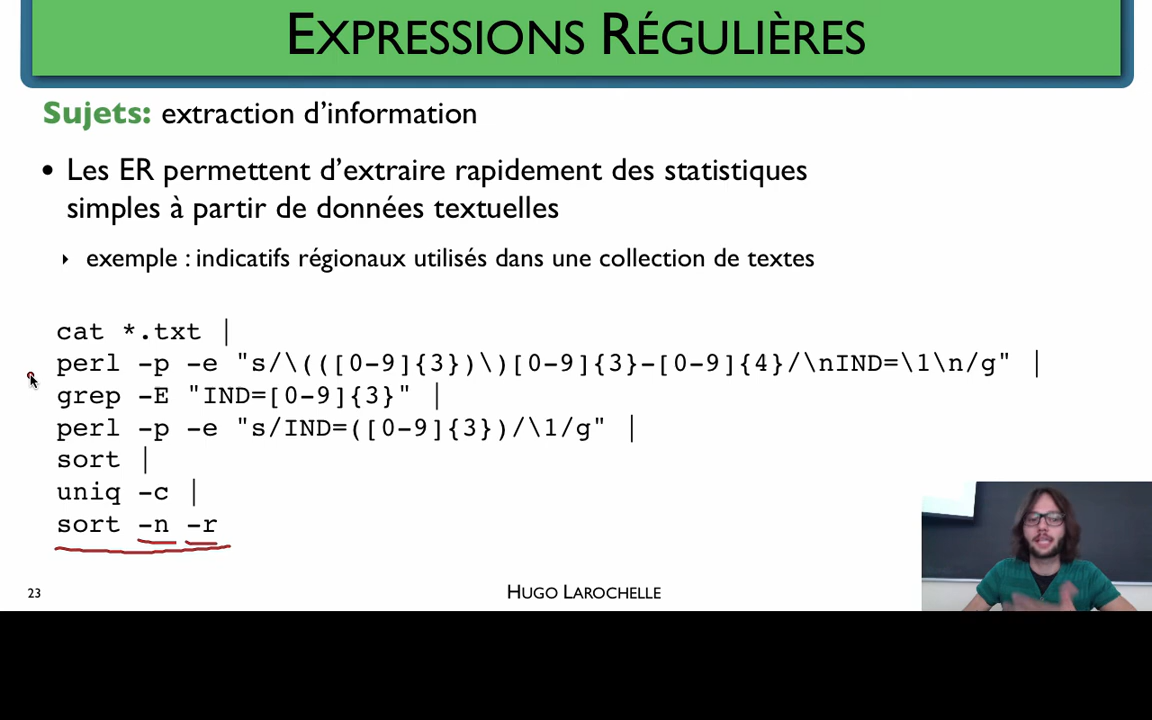 EXPRESSIONS RÉGULIÈRES
Sujets: extraction d'information
• Les ER permettent d'extraire rapidement des statistiques
simples à partir de données textuelles
‣ exemple : indicatifs régionaux utilisés dans une collection de textes
cat *.txt |
perl -p -e "s/\(([0-9]{3})\)[0-9]{3}-[0-9]{4}/\nIND=\1\n/g" |
grep -E "IND=[0-9]{3}" |
perl -p -e "s/IND=([0-9]{3})/\1/g" |
sort |
uniq -c |
sort -n -r
23
HUGO LAROCHELLE